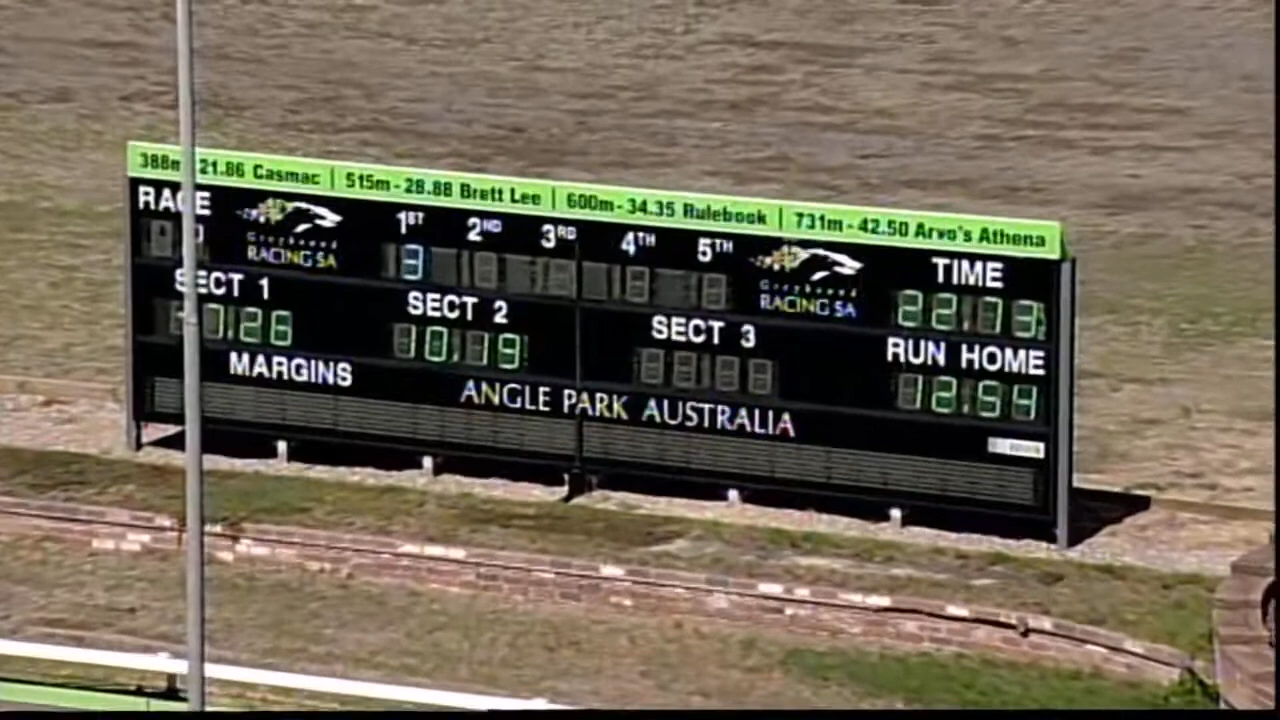 388m 21.86 Casmac | 515m - 28.88 Brett Lee | 600m - 34.35 Rulebook | 731m - 42.50 Arvo's Athena
RACE
Greyhound
RACING SA
1ST 2ND 3RD 4TH 5TH
3
Greyhound
RACING SA
TIME
22.73
SECT 1
7.26
SECT 2
10.19
SECT 3
RUN HOME
12.54
MARGINS
ANGLE PARK AUSTRALIA